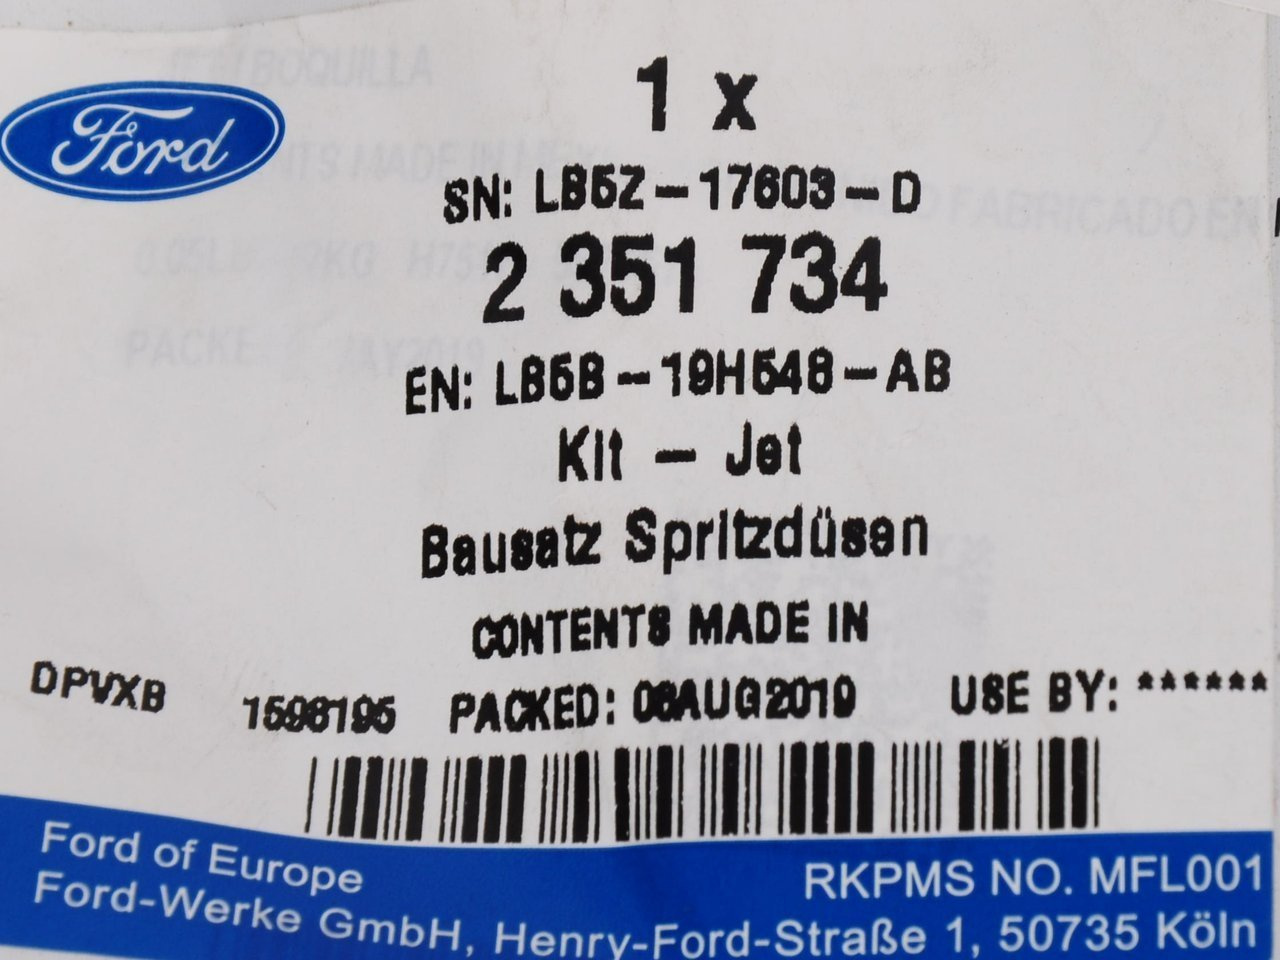 Ford
1 x
SN: LB5Z-17603-D
2 351 734
EN: LB5B-19H548-AB
Kit - Jet
Bausatz Spritzdüsen
CONTENTS MADE IN
DPVXB 1598195 PACKED: 06AUG2019 USE BY: ******
Ford of Europe
RKPMS NO. MFL001
Ford-Werke GmbH, Henry-Ford-Straße 1, 50735 Köln